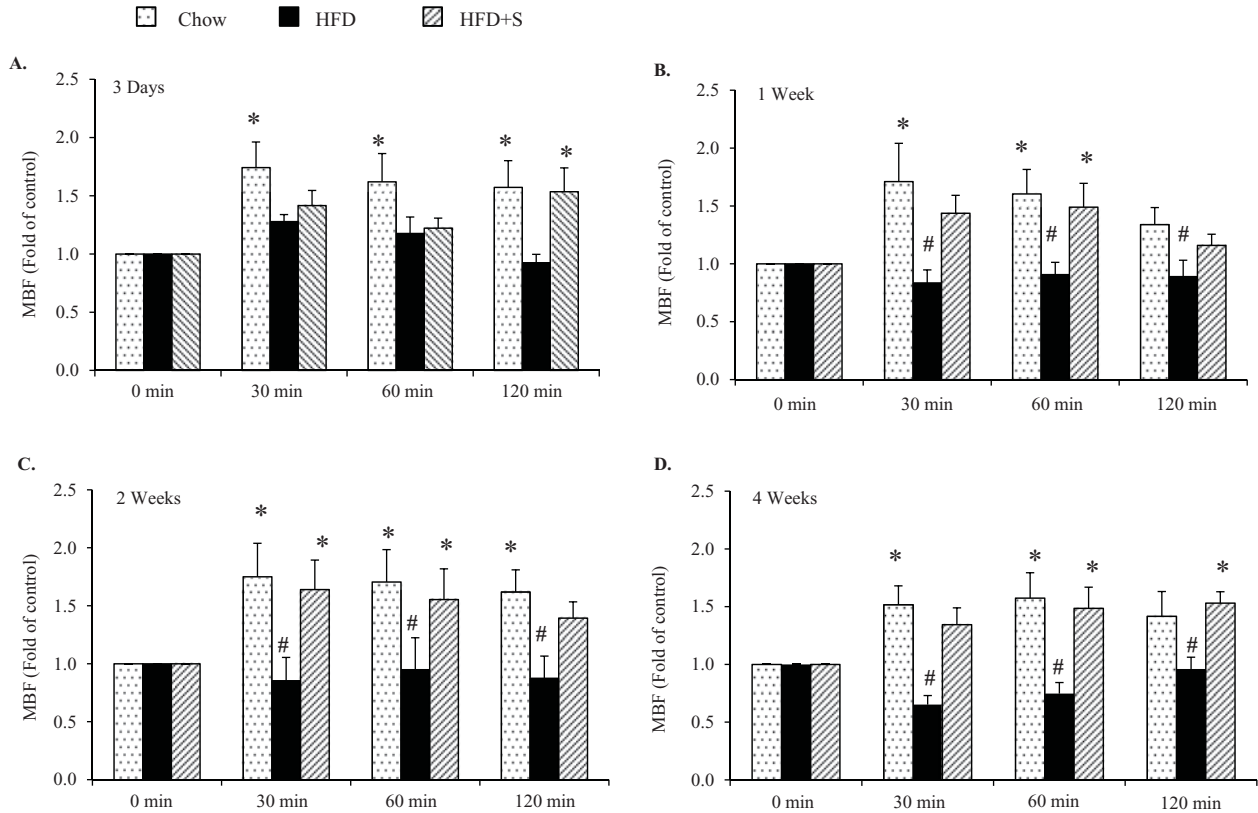 Chow HFD HFD+S
A.
3 Days
MBF (Fold of control)
2.5
2.0
1.5
1.0
0.5
0.0
* * * *
0 min 30 min 60 min 120 min
B.
1 Week
MBF (Fold of control)
2.5
2.0
1.5
1.0
0.5
0.0
* * *
# # #
0 min 30 min 60 min 120 min
C.
2 Weeks
MBF (Fold of control)
2.5
2.0
1.5
1.0
0.5
0.0
* * * * *
# # #
0 min 30 min 60 min 120 min
D.
4 Weeks
MBF (Fold of control)
2.5
2.0
1.5
1.0
0.5
0.0
* * * *
# # #
0 min 30 min 60 min 120 min